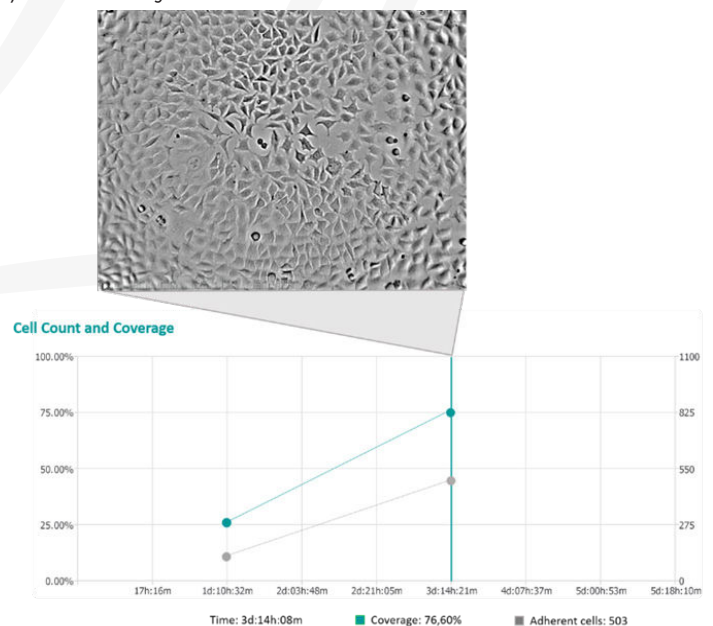 Cell Count and Coverage
100.00% 1100
75.00% 825
50.00% 550
25.00% 275
0.00% 0
17h:16m 1d:10h:32m 2d:03h:48m 2d:21h:05m 3d:14h:21m 4d:07h:37m 5d:00h:53m 5d:18h:10m
Time: 3d:14h:08m Coverage: 76,60% Adherent cells: 503